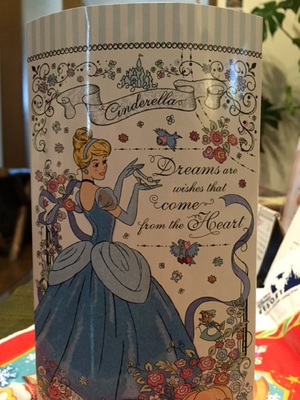 Cinderella
Dreams are
wishes that
come
from the Heart